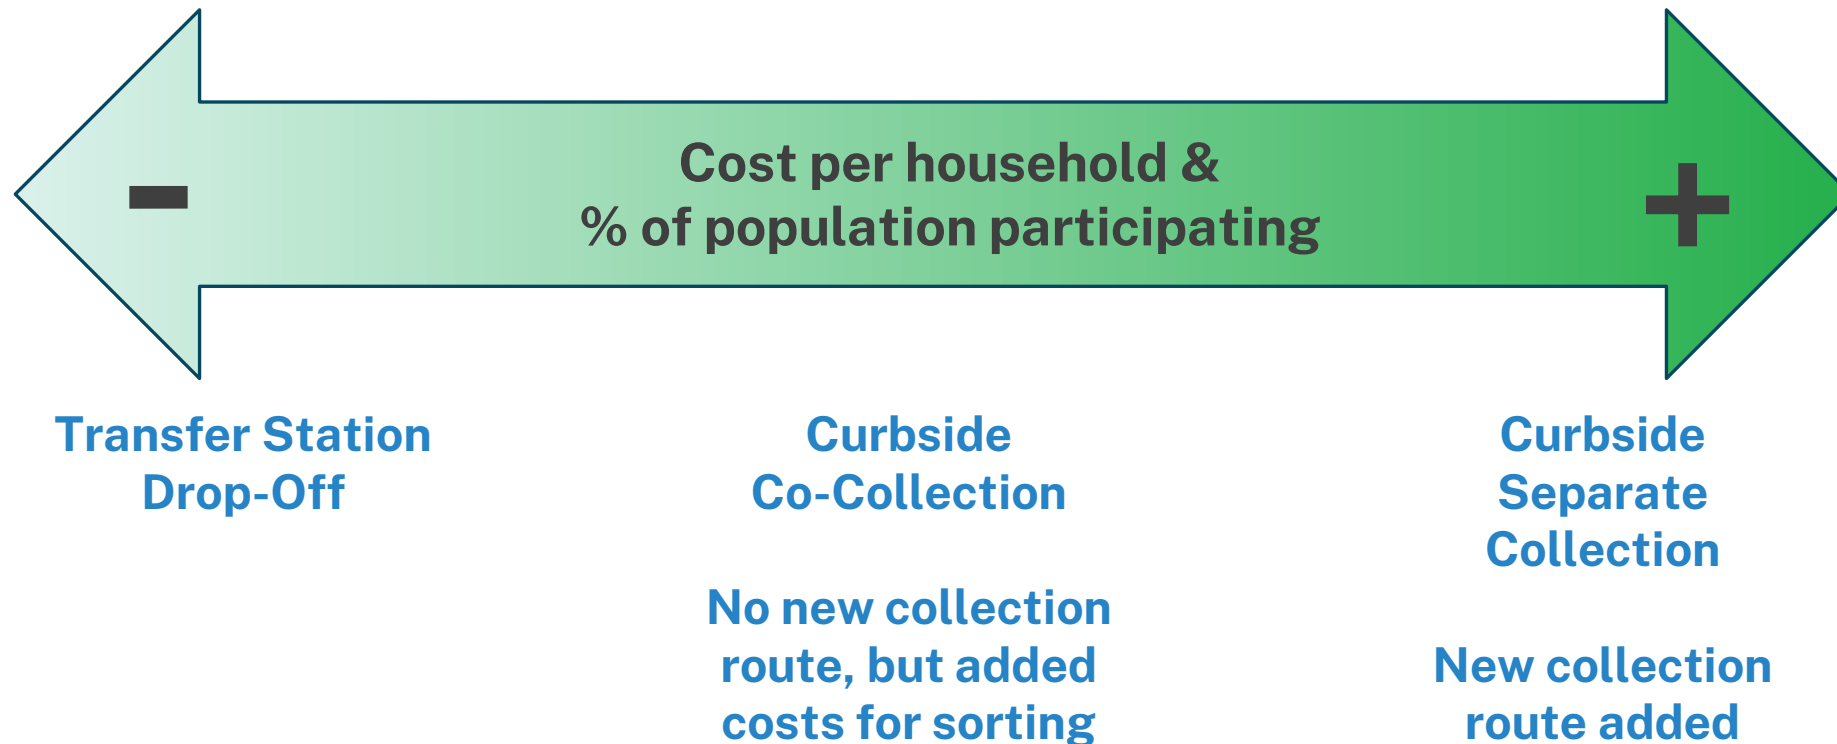 Cost per household &
% of population participating
-
+
Transfer Station
Drop-Off
Curbside
Co-Collection
No new collection
route, but added
costs for sorting
Curbside
Separate
Collection
New collection
route added